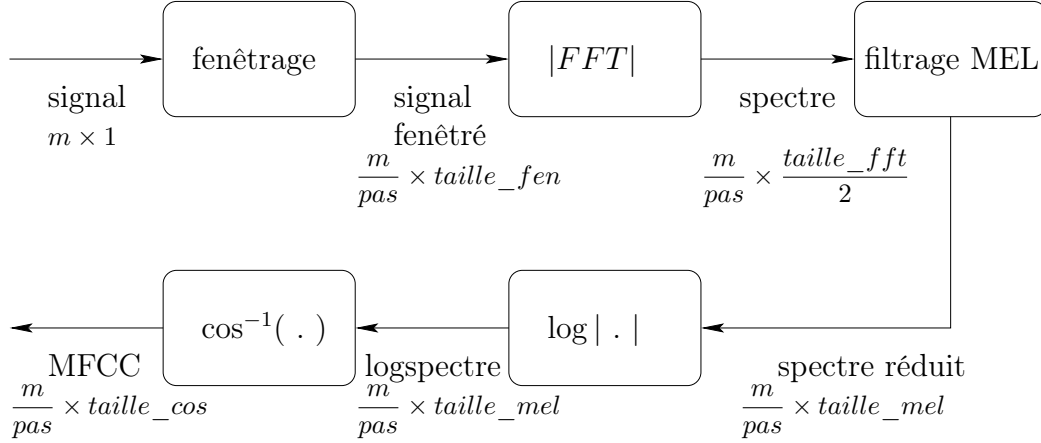 fenêtrage
|FFT|
filtrage MEL
signal
m × 1
signal
fenêtré
m/pas × taille_fen
spectre
m/pas × taille_fft/2
cos⁻¹( . )
log | . |
MFCC
m/pas × taille_cos
logspectre
m/pas × taille_mel
spectre réduit
m/pas × taille_mel